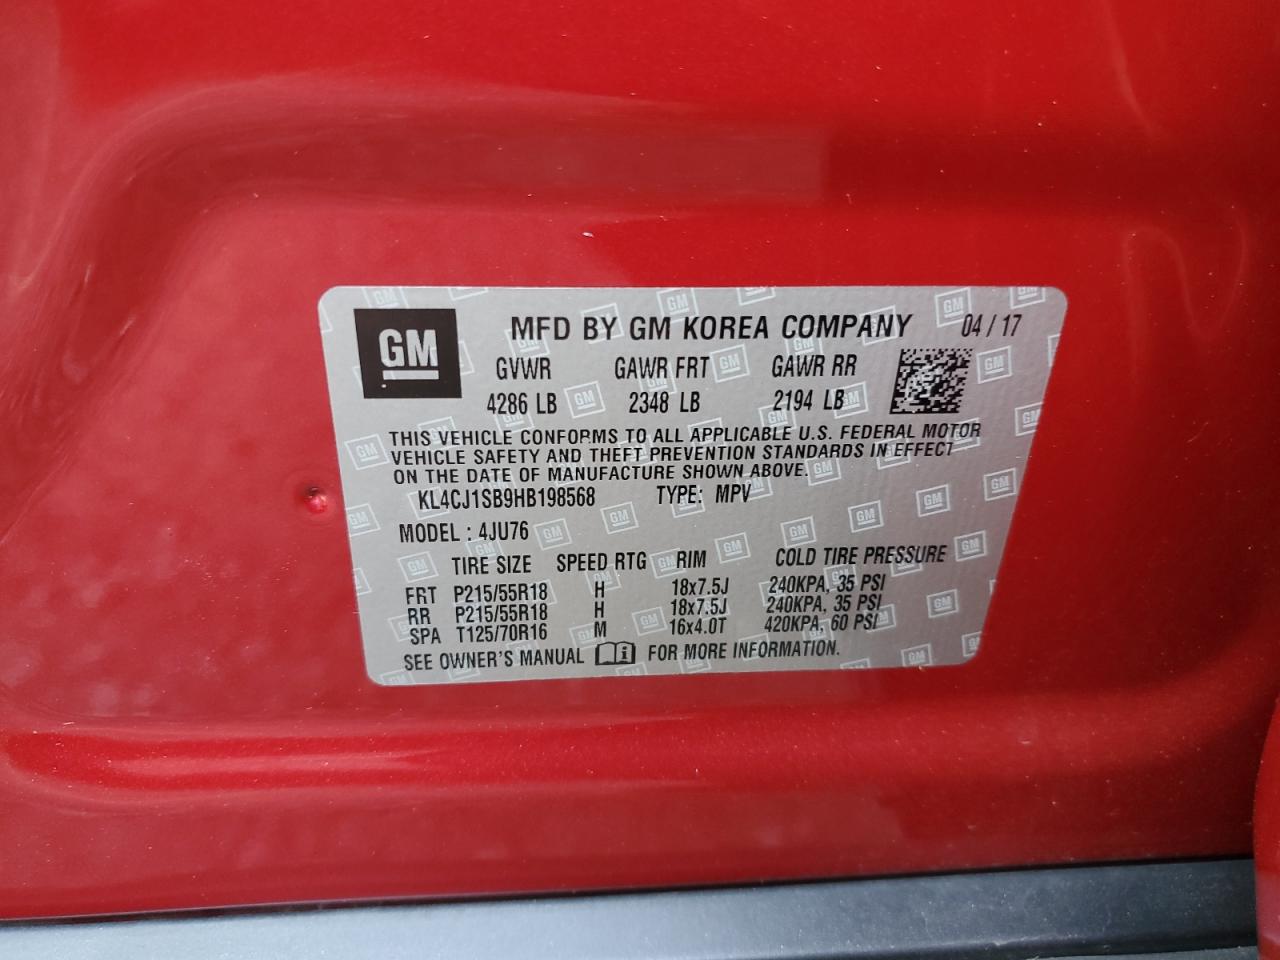 GM
MFD BY GM KOREA COMPANY 04 / 17
GVWR GAWR FRT GAWR RR
4286 LB 2348 LB 2194 LB
THIS VEHICLE CONFORMS TO ALL APPLICABLE U.S. FEDERAL MOTOR
VEHICLE SAFETY AND THEFT PREVENTION STANDARDS IN EFFECT
ON THE DATE OF MANUFACTURE SHOWN ABOVE.
KL4CJ1SB9HB198568 TYPE: MPV
MODEL : 4JU76
TIRE SIZE SPEED RTG RIM COLD TIRE PRESSURE
FRT P215/55R18 H 18x7.5J 240KPA, 35 PSI
RR P215/55R18 H 18x7.5J 240KPA, 35 PSI
SPA T125/70R16 M 16x4.0T 420KPA, 60 PSI
SEE OWNER'S MANUAL i FOR MORE INFORMATION.